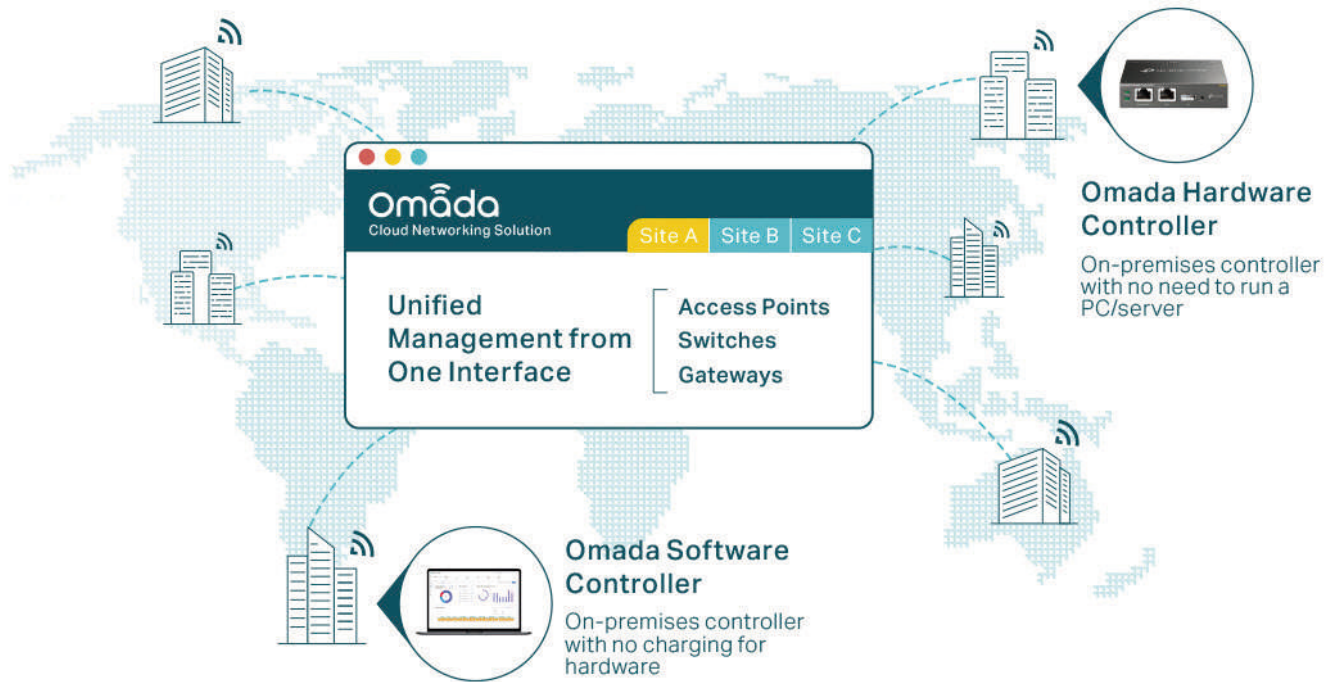 Omada
Cloud Networking Solution
Site A
Site B
Site C
Unified
Management from
One Interface
Access Points
Switches
Gateways
Omada Hardware
Controller
On-premises controller
with no need to run a
PC/server
Omada Software
Controller
On-premises controller
with no charging for
hardware